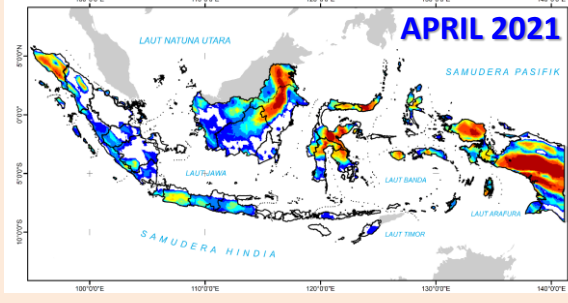 APRIL 2021
LAUT NATUNA UTARA
SAMUDERA PASIFIK
LAUT JAWA
LAUT BANDA
LAUT ARAFURA
LAUT TIMOR
SAMUDERA HINDIA
5°0'0"N
0°0'0"
5°0'0"S
10°0'0"S
100°0'0"E
110°0'0"E
120°0'0"E
130°0'0"E
140°0'0"E